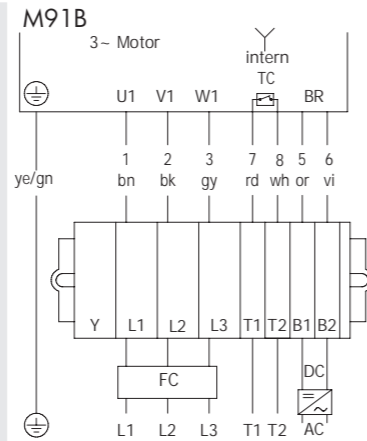 M91B
3~ Motor
intern
TC
U1 V1 W1 BR
1 2 3 7 8 5 6
ye/gn bn bk gy rd wh or vi
Y L1 L2 L3 T1 T2 B1 B2
FC DC
AC
L1 L2 L3 T1 T2